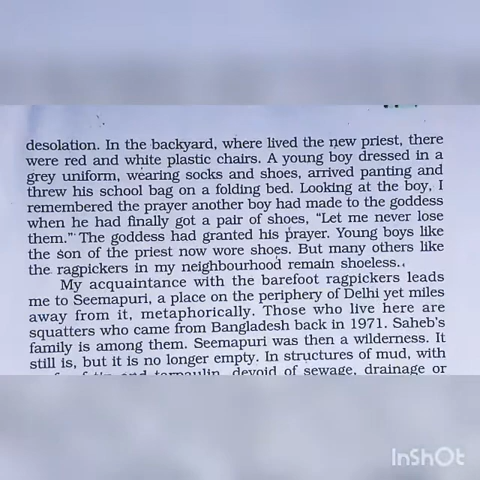 desolation. In the backyard, where lived the new priest, there
were red and white plastic chairs. A young boy dressed in a
grey uniform, wearing socks and shoes, arrived panting and
threw his school bag on a folding bed. Looking at the boy, I
remembered the prayer another boy had made to the goddess
when he had finally got a pair of shoes, “Let me never lose
them.” The goddess had granted his prayer. Young boys like
the son of the priest now wore shoes. But many others like
the ragpickers in my neighbourhood remain shoeless.
My acquaintance with the barefoot ragpickers leads
me to Seemapuri, a place on the periphery of Delhi yet miles
away from it, metaphorically. Those who live here are
squatters who came from Bangladesh back in 1971. Saheb's
family is among them. Seemapuri was then a wilderness. It
still is, but it is no longer empty. In structures of mud, with
tarpaulin, devoid of sewage, drainage or
InShOt